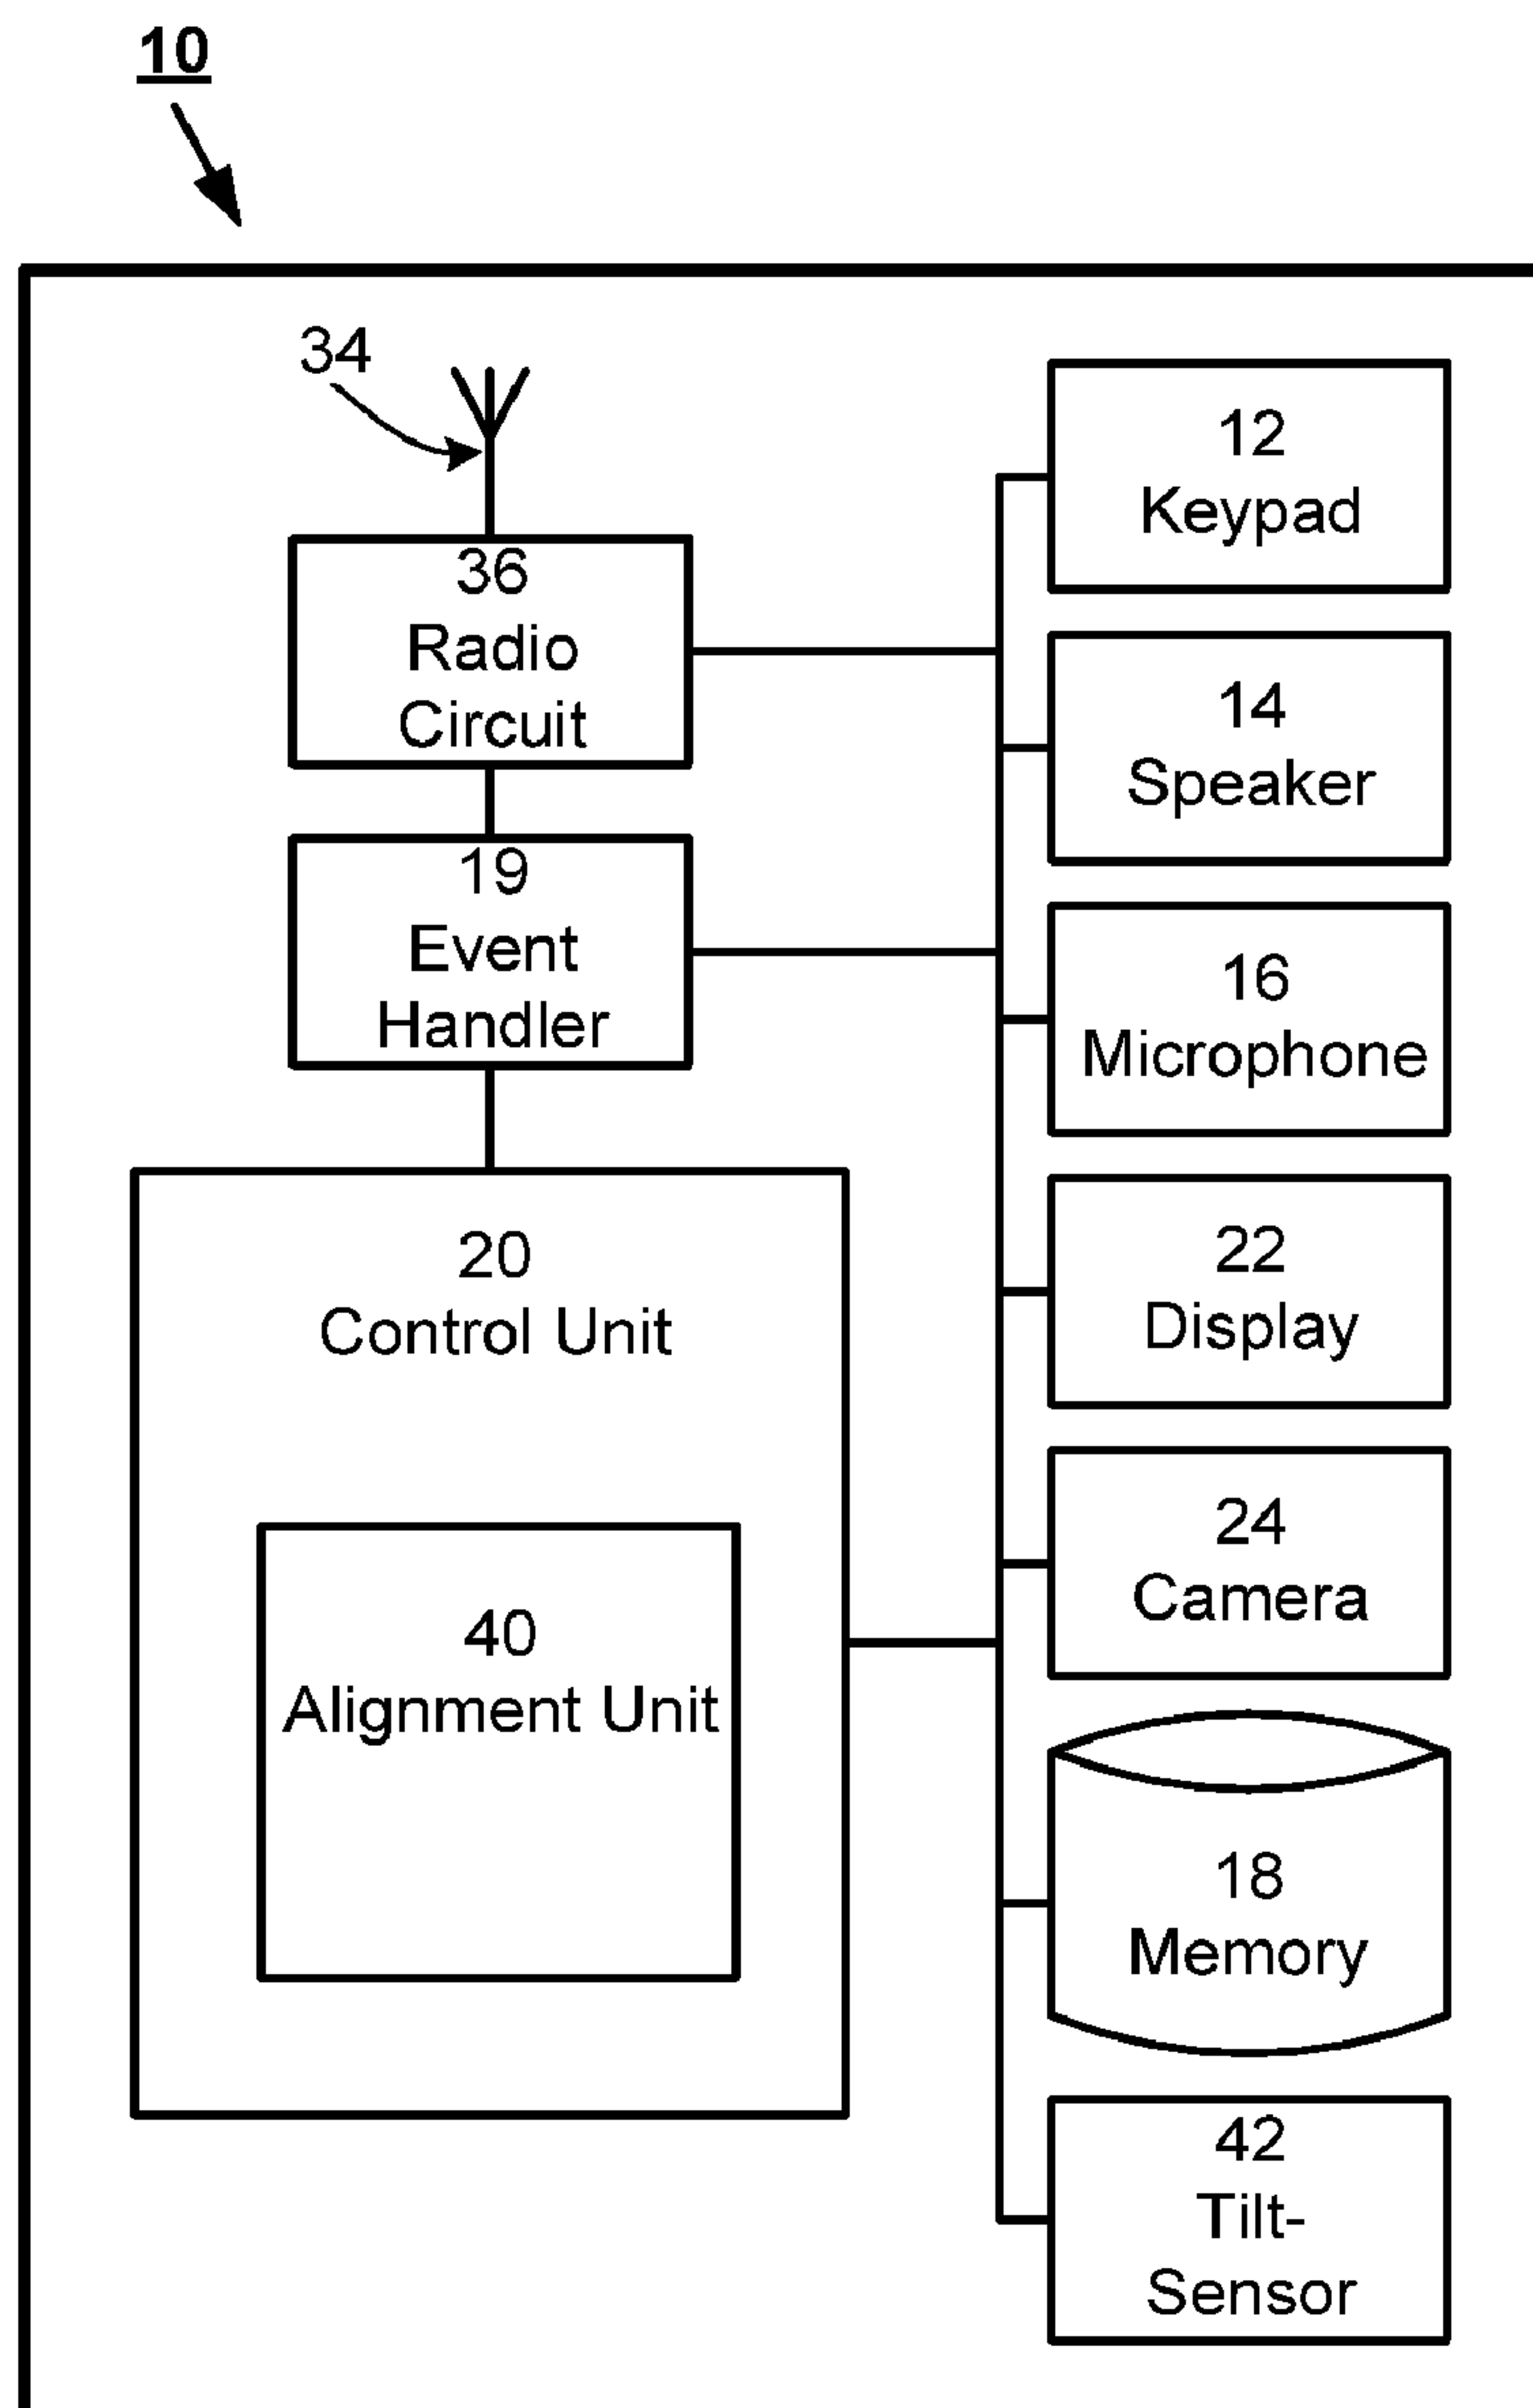 10
34
36
Radio
Circuit
19
Event
Handler
20
Control Unit
40
Alignment Unit
12
Keypad
14
Speaker
16
Microphone
22
Display
24
Camera
18
Memory
42
Tilt-
Sensor